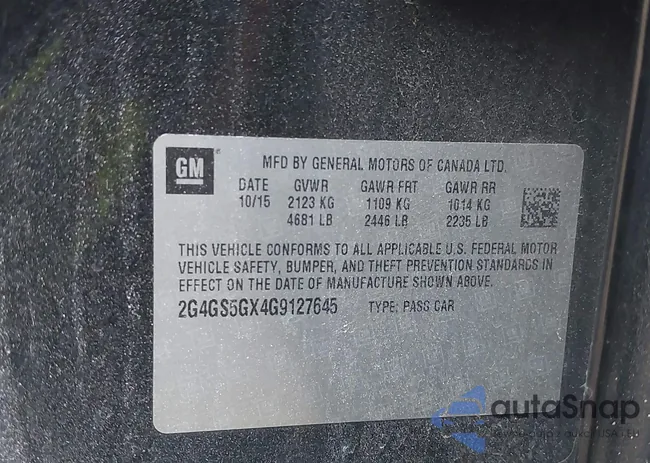 GM
MFD BY GENERAL MOTORS OF CANADA LTD.
DATE GVWR GAWR FRT GAWR RR
10/15 2123 KG 1109 KG 1014 KG
4681 LB 2446 LB 2235 LB
THIS VEHICLE CONFORMS TO ALL APPLICABLE U.S. FEDERAL MOTOR
VEHICLE SAFETY, BUMPER, AND THEFT PREVENTION STANDARDS IN
EFFECT ON THE DATE OF MANUFACTURE SHOWN ABOVE.
2G4GS5GX4G9127645 TYPE: PASS CAR
autaSnap